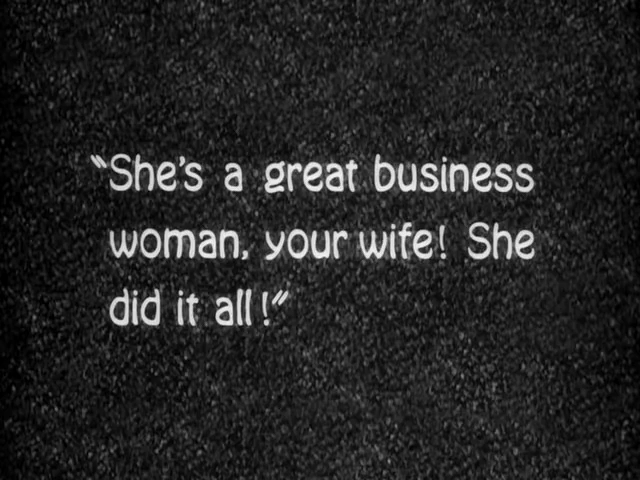 “She's a great business
woman, your wife! She
did it all!”